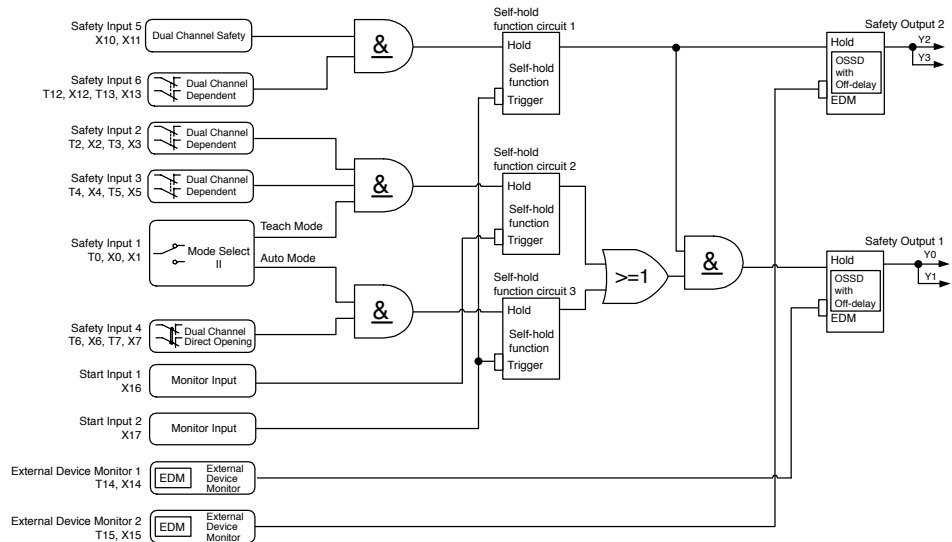 Safety Input 5
X10, X11
Dual Channel Safety
Safety Input 6
T12, X12, T13, X13
Dual Channel
Dependent
Safety Input 2
T2, X2, T3, X3
Dual Channel
Dependent
Safety Input 3
T4, X4, T5, X5
Dual Channel
Dependent
Safety Input 1
T0, X0, X1
Mode Select
II
Teach Mode
Auto Mode
Safety Input 4
T6, X6, T7, X7
Dual Channel
Direct Opening
Start Input 1
X16
Monitor Input
Start Input 2
X17
Monitor Input
External Device Monitor 1
T14, X14
EDM
External
Device
Monitor
External Device Monitor 2
T15, X15
EDM
External
Device
Monitor
&
&
&
Self-hold
function circuit 1
Hold
Self-hold
function
Trigger
Self-hold
function circuit 2
Hold
Self-hold
function
Trigger
Self-hold
function circuit 3
Hold
Self-hold
function
Trigger
>=1
&
Safety Output 2
Hold
OSSD
with
Off-delay
EDM
Y2
Y3
Safety Output 1
Hold
OSSD
with
Off-delay
EDM
Y0
Y1